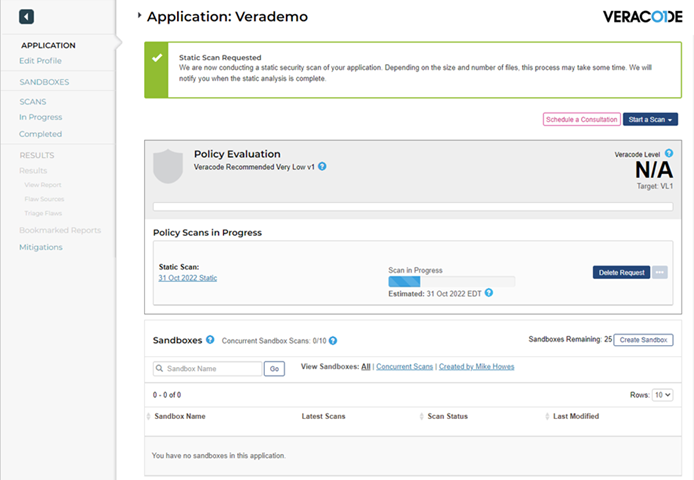 Application: Verademo
VERACODE
APPLICATION
Edit Profile
SANDBOXES
SCANS
In Progress
Completed
RESULTS
Results
View Report
Flaw Sources
Triage Flaws
Bookmarked Reports
Mitigations
Static Scan Requested
We are now conducting a static security scan of your application. Depending on the size and number of files, this process may take some time. We will
notify you when the static analysis is complete.
Schedule a Consultation
Start a Scan
Policy Evaluation
Veracode Recommended Very Low v1 ?
Veracode Level ?
N/A
Target: VL1
Policy Scans in Progress
Static Scan:
31 Oct 2022 Static
Scan in Progress
Estimated: 31 Oct 2022 EDT ?
Delete Request
Sandboxes ? Concurrent Sandbox Scans: 0/10 ?
Sandboxes Remaining: 25 Create Sandbox
Sandbox Name Go
View Sandboxes: All | Concurrent Scans | Created by Mike Howes
0 - 0 of 0
Rows: 10
Sandbox Name Latest Scans Scan Status Last Modified
You have no sandboxes in this application.